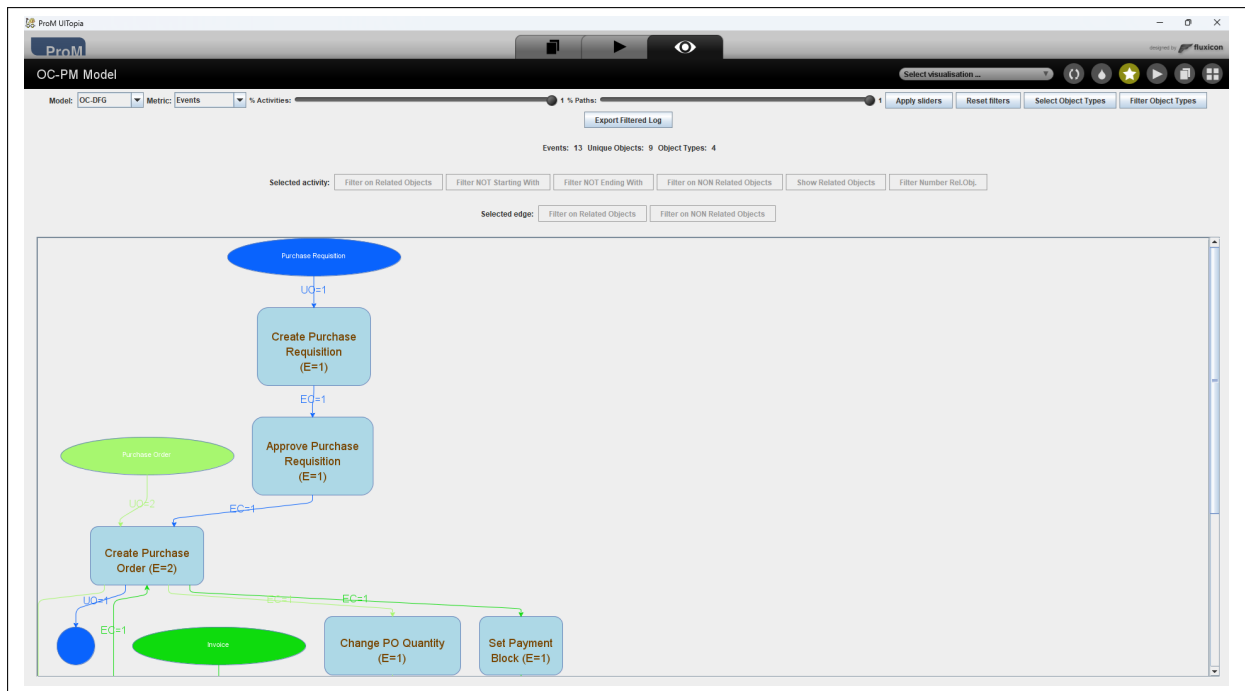 ProM UITopia
ProM
designed by fluxicon
OC-PM Model
Select visualisation ...
Model: OC-DFG Metric: Events % Activities: 1 % Paths: 1 Apply sliders Reset filters Select Object Types Filter Object Types
Export Filtered Log
Events: 13 Unique Objects: 9 Object Types: 4
Selected activity: Filter on Related Objects Filter NOT Starting With Filter NOT Ending With Filter on NON Related Objects Show Related Objects Filter Number Rel.Obj.
Selected edge: Filter on Related Objects Filter on NON Related Objects
Purchase Requisition
UO=1
Create Purchase
Requisition
(E=1)
EC=1
Approve Purchase
Requisition
(E=1)
Purchase Order
UO=2
EC=1
Create Purchase
Order (E=2)
UO=1
EC=1
EC=1
EC=1
Invoice
Change PO Quantity
(E=1)
Set Payment
Block (E=1)